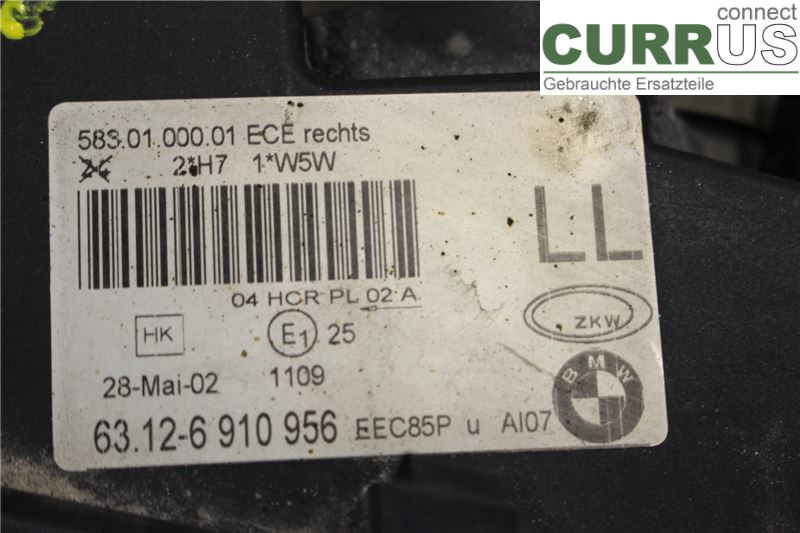 connect
CURRUS
Gebrauchte Ersatzteile
583.01.000.01 ECE rechts
2*H7 1*W5W
LL
04 HCR PL 02 A
HK E1 25
ZKW
28-Mai-02 1109
BMW
63.12-6 910 956 EEC85P u AI07